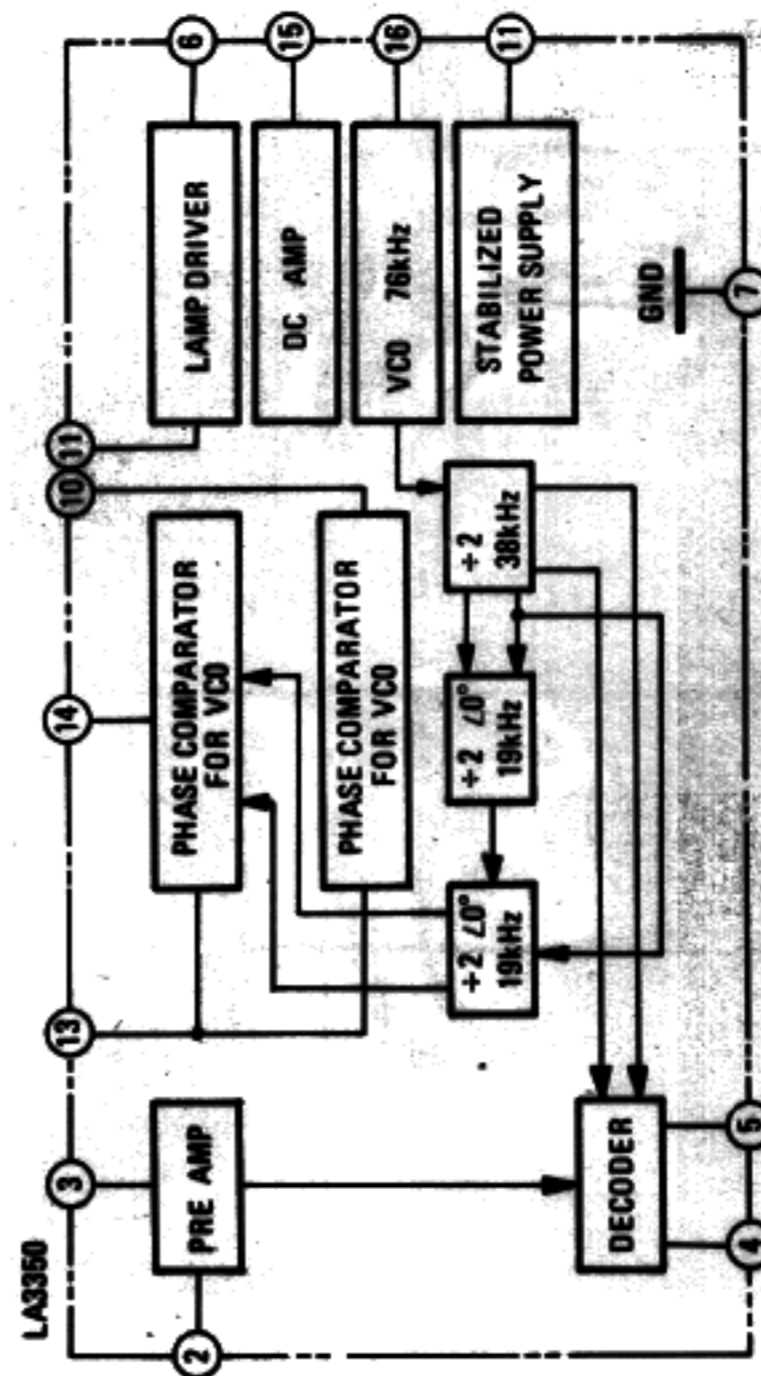 LA3350
3
13
14
10
11
2
PRE AMP
PHASE COMPARATOR
FOR VCO
LAMP DRIVER
6
DC AMP
15
PHASE COMPARATOR
FOR VCO
VCO 76kHz
16
÷2 ∠0°
19kHz
÷2 ∠0°
19kHz
÷2
38kHz
STABILIZED
POWER SUPPLY
11
DECODER
GND
4
5
7